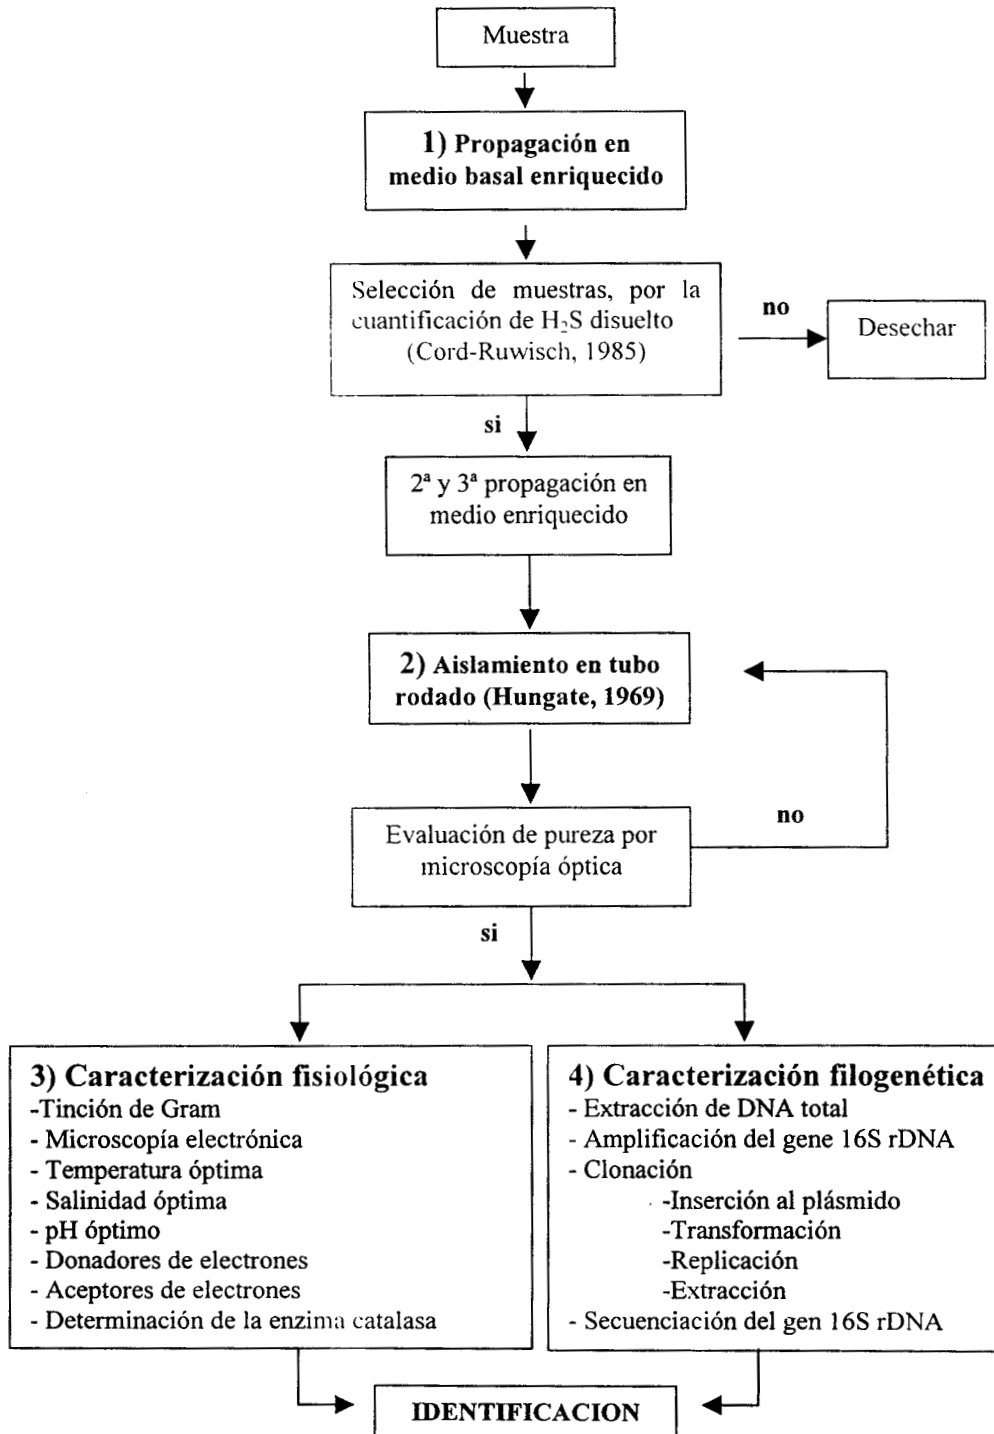 Muestra
1) Propagación en
medio basal enriquecido
Selección de muestras, por la
cuantificación de H₂S disuelto
(Cord-Ruwisch, 1985)
no
Desechar
si
2ª y 3ª propagación en
medio enriquecido
2) Aislamiento en tubo
rodado (Hungate, 1969)
Evaluación de pureza por
microscopía óptica
no
si
3) Caracterización fisiológica
-Tinción de Gram
- Microscopía electrónica
- Temperatura óptima
- Salinidad óptima
- pH óptimo
- Donadores de electrones
- Aceptores de electrones
- Determinación de la enzima catalasa
4) Caracterización filogenética
- Extracción de DNA total
- Amplificación del gene 16S rDNA
- Clonación
-Inserción al plásmido
-Transformación
-Replicación
-Extracción
- Secuenciación del gen 16S rDNA
IDENTIFICACION